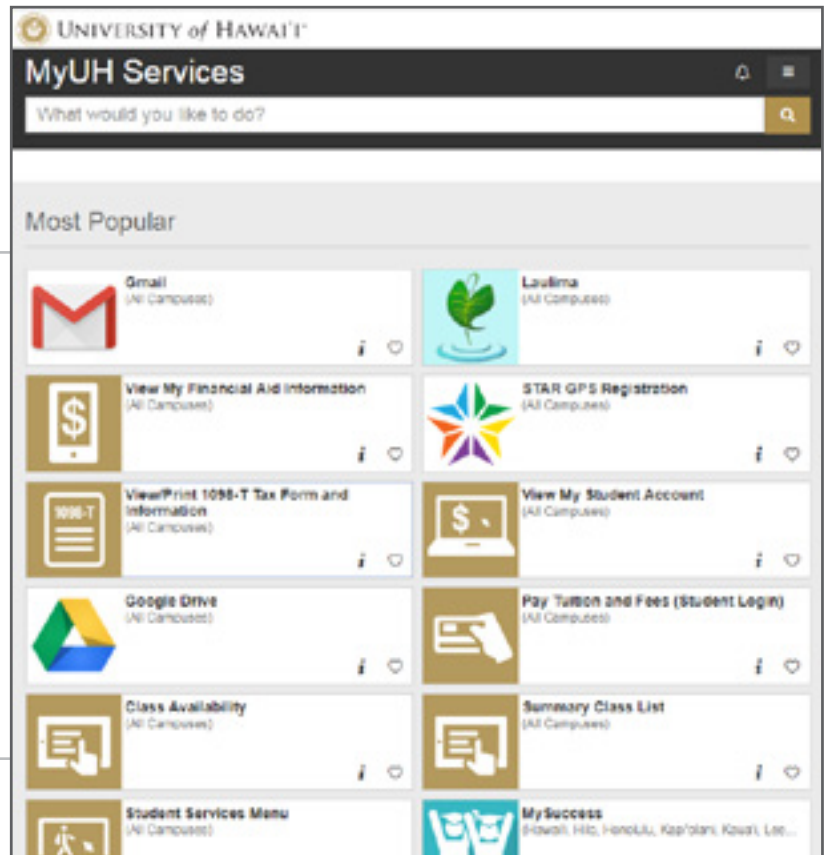 UNIVERSITY of HAWAI'I
MyUH Services
What would you like to do?
Most Popular
Gmail
(All Campuses)
i
Laulima
(All Campuses)
i
View My Financial Aid Information
(All Campuses)
$
i
STAR GPS Registration
(All Campuses)
i
View/Print 1098-T Tax Form and
Information
(All Campuses)
1098-T
i
View My Student Account
(All Campuses)
$
i
Google Drive
(All Campuses)
i
Pay Tuition and Fees (Student Login)
(All Campuses)
i
Class Availability
(All Campuses)
i
Summary Class List
(All Campuses)
i
Student Services Menu
(All Campuses)
MySuccess
(Hawaii, Hilo, Honolulu, Kapi'olani, Kaua'i, Lee...